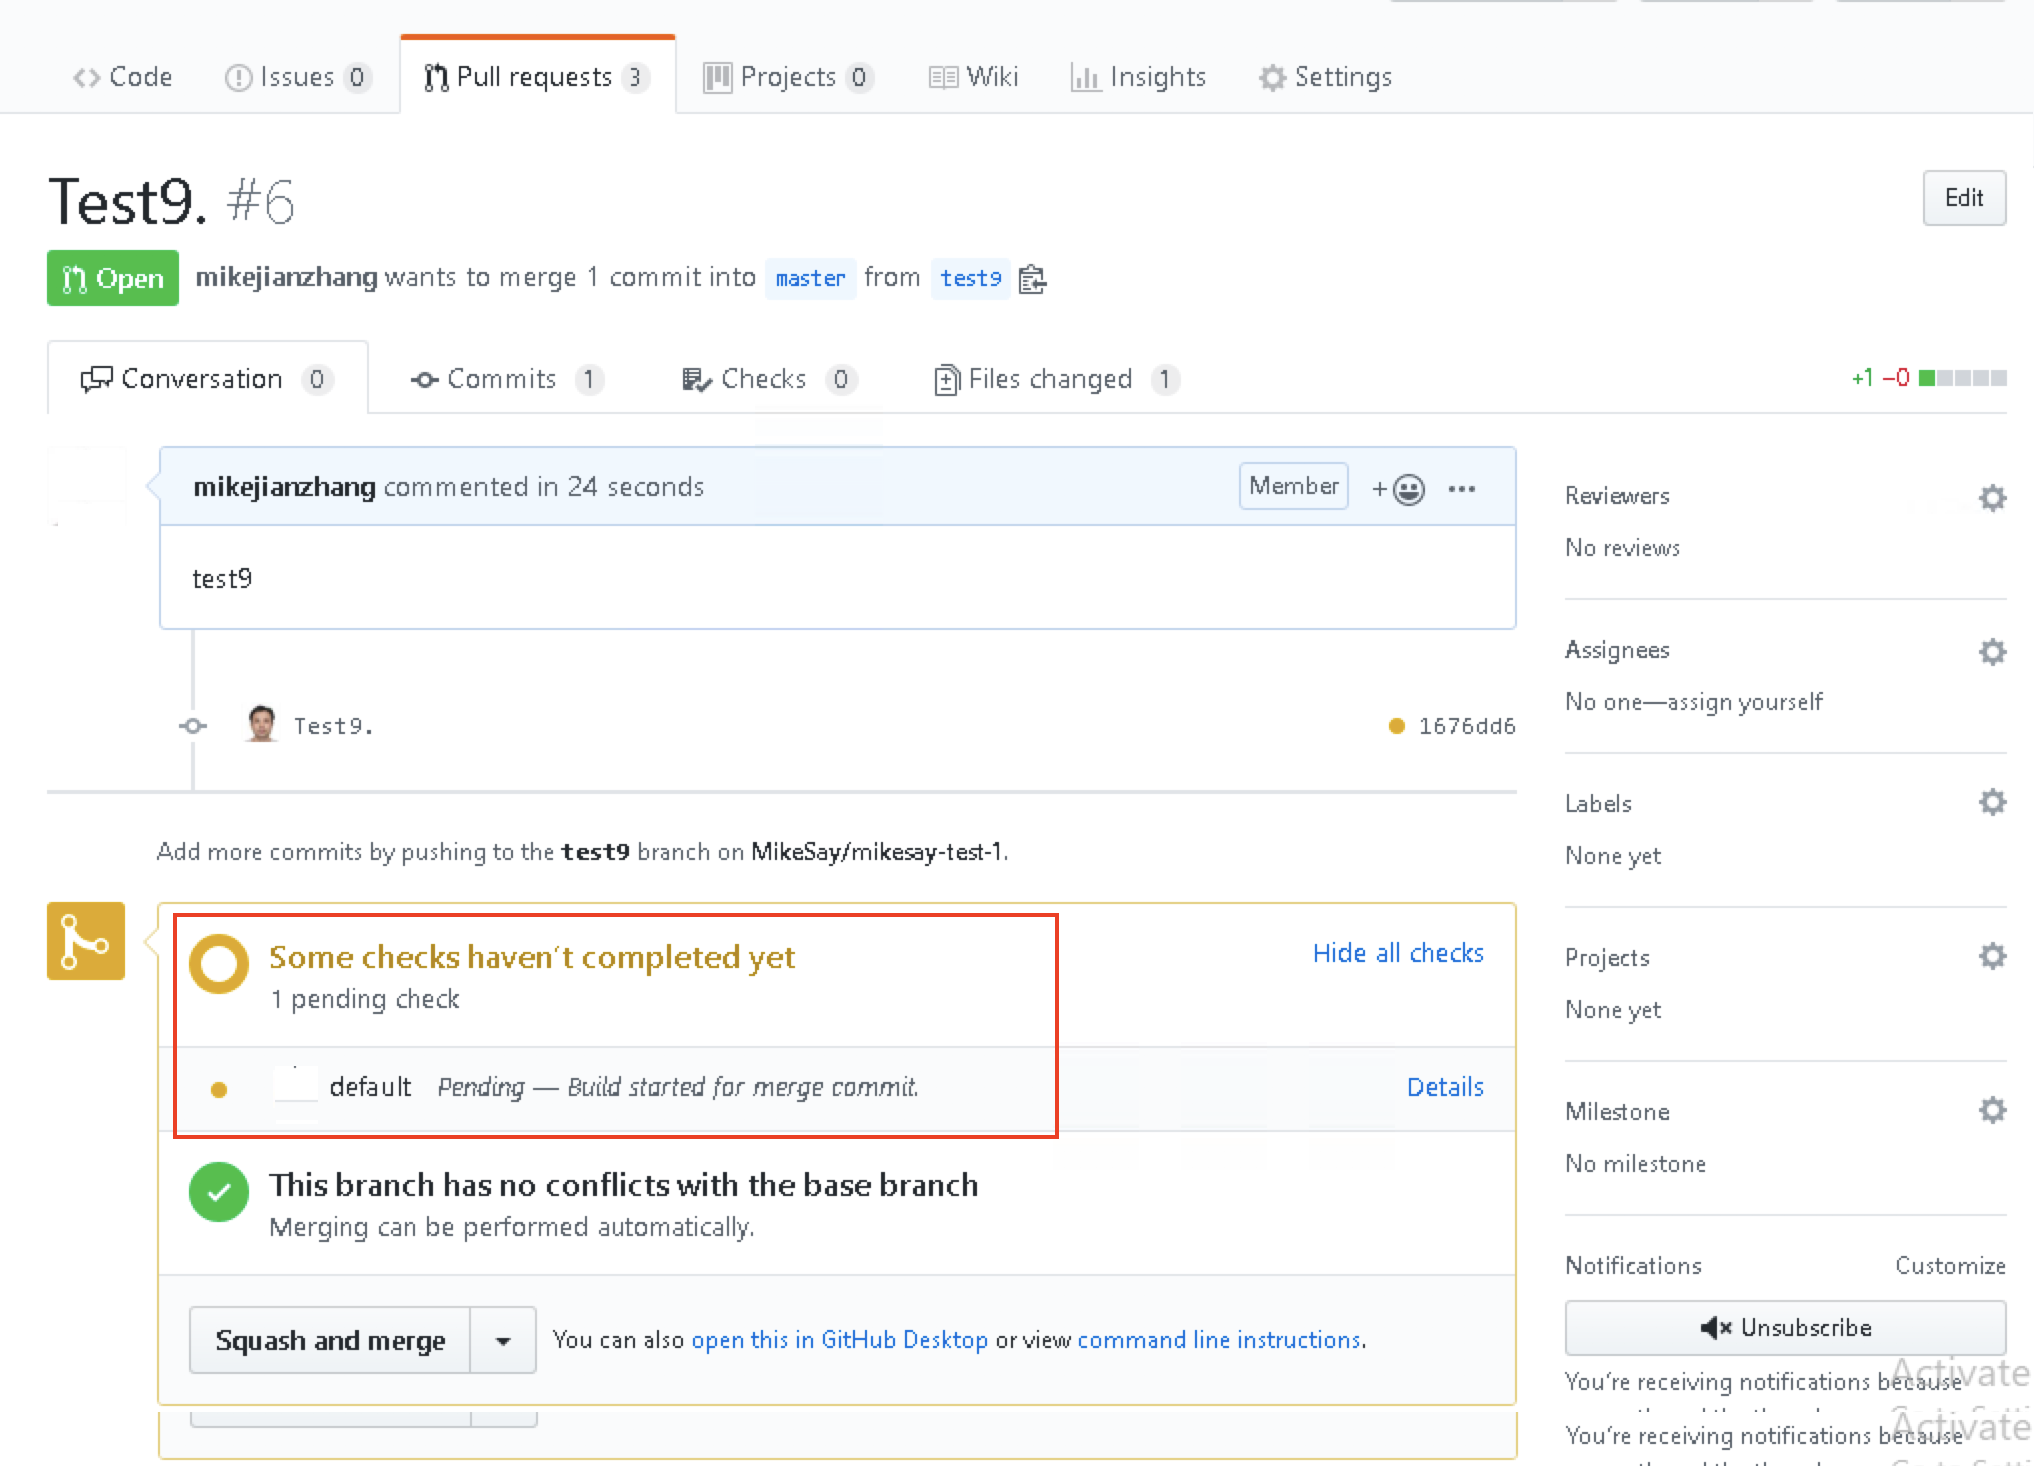 Code Issues 0 Pull requests 3 Projects 0 Wiki Insights Settings
Test9. #6
Edit
Open mikejianzhang wants to merge 1 commit into master from test9
Conversation 0 Commits 1 Checks 0 Files changed 1
+1 −0
mikejianzhang commented in 24 seconds
Member
test9
Test9.
1676dd6
Add more commits by pushing to the test9 branch on MikeSay/mikesay-test-1.
Some checks haven't completed yet
Hide all checks
1 pending check
default Pending — Build started for merge commit.
Details
This branch has no conflicts with the base branch
Merging can be performed automatically.
Squash and merge
You can also open this in GitHub Desktop or view command line instructions.
Reviewers
No reviews
Assignees
No one—assign yourself
Labels
None yet
Projects
None yet
Milestone
No milestone
Notifications
Customize
Unsubscribe
You're receiving notifications because
Activate
You're receiving notifications because
Activate